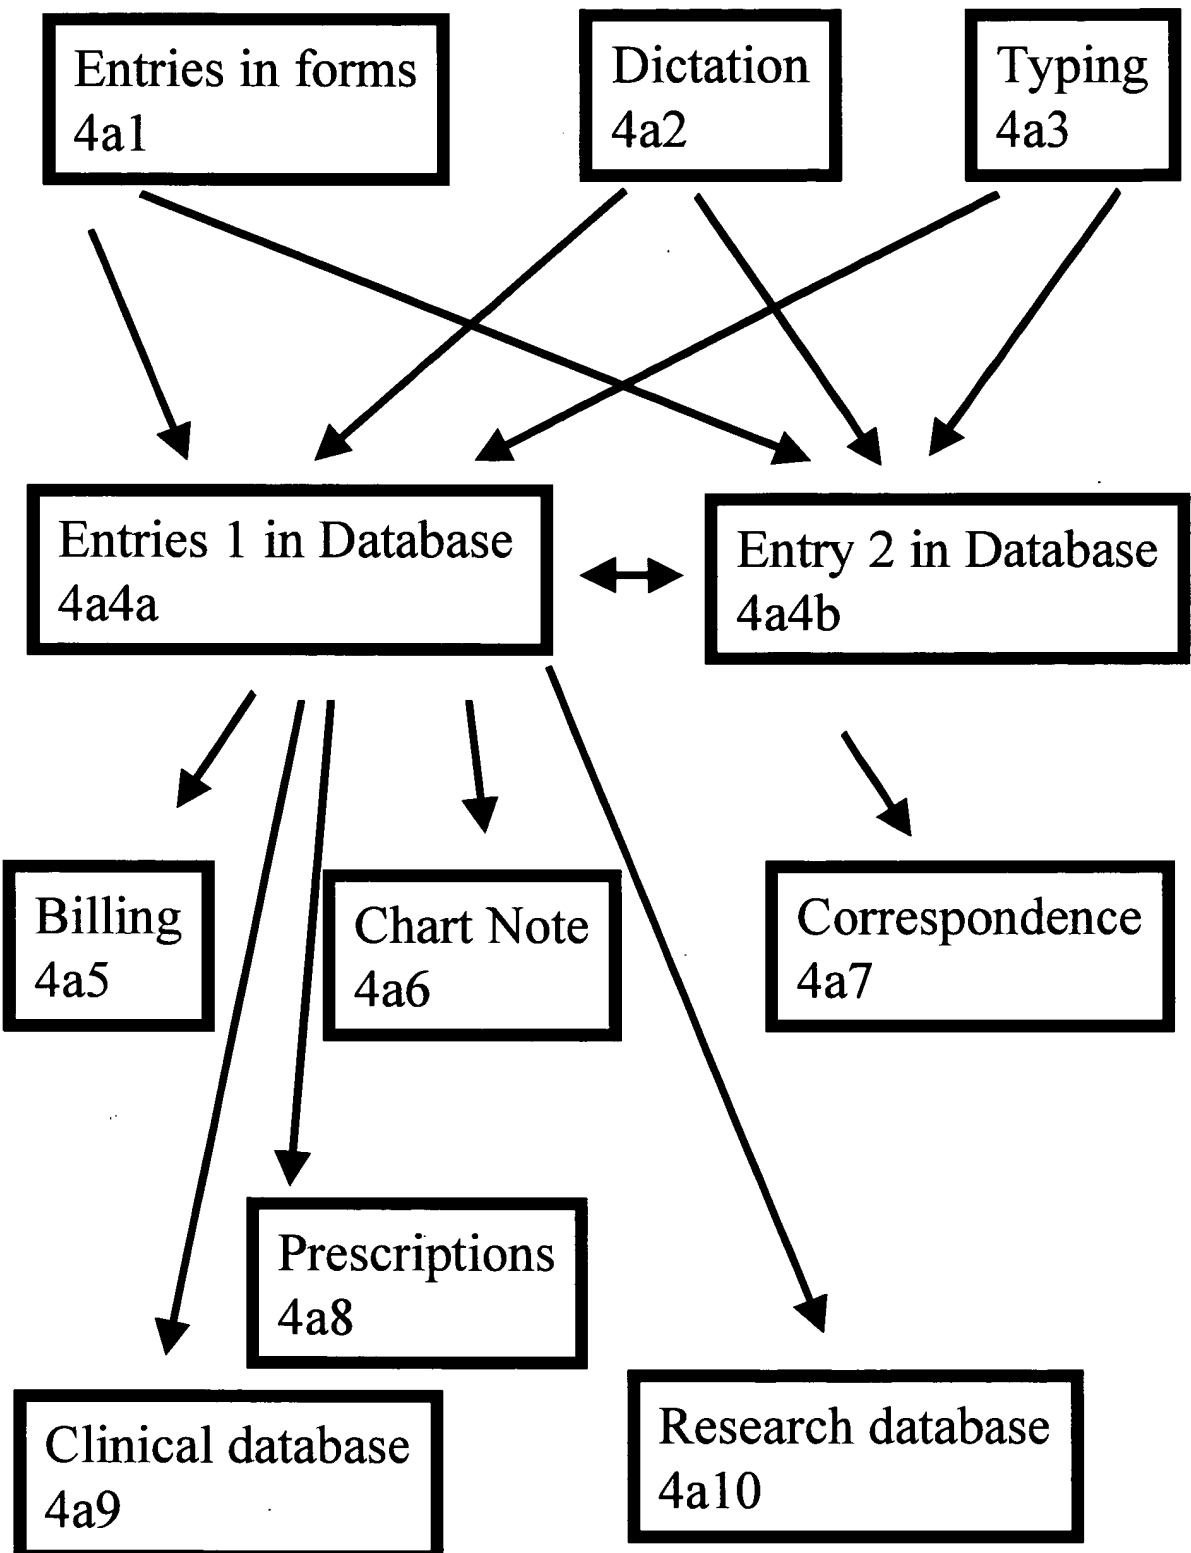 Entries in forms
4a1
Dictation
4a2
Typing
4a3
Entries 1 in Database
4a4a
Entry 2 in Database
4a4b
Billing
4a5
Chart Note
4a6
Correspondence
4a7
Prescriptions
4a8
Clinical database
4a9
Research database
4a10